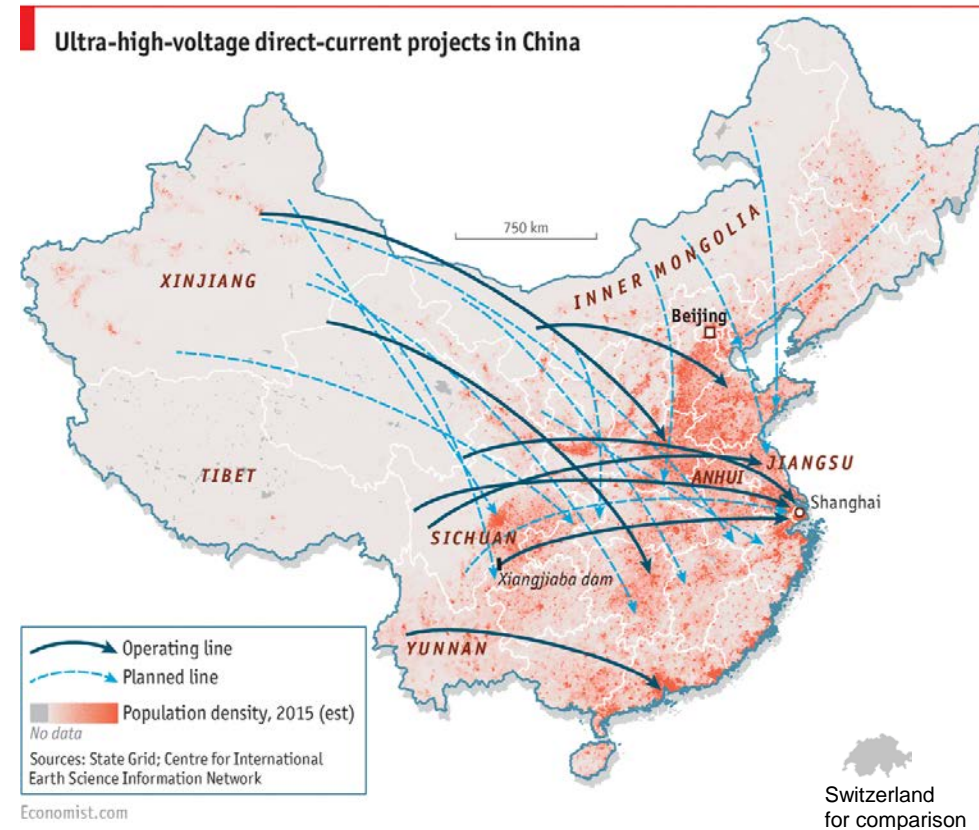 Ultra-high-voltage direct-current projects in China
750 km
INNER MONGOLIA
XINJIANG
Beijing
TIBET
JIANGSU
ANHUI
Shanghai
SICHUAN
Xiangjiaba dam
YUNNAN
Operating line
Planned line
Population density, 2015 (est)
No data
Sources: State Grid; Centre for International
Earth Science Information Network
Economist.com
Switzerland
for comparison